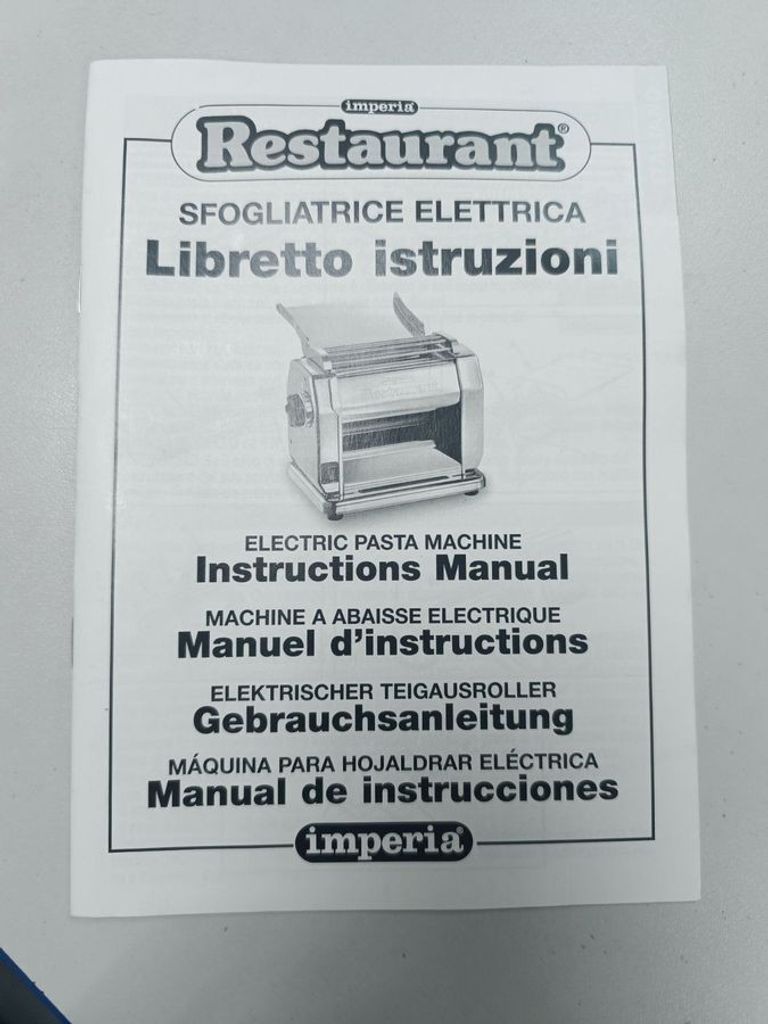 imperia
Restaurant®
SFOGLIATRICE ELETTRICA
Libretto istruzioni
ELECTRIC PASTA MACHINE
Instructions Manual
MACHINE A ABAISSE ELECTRIQUE
Manuel d'instructions
ELEKTRISCHER TEIGAUSROLLER
Gebrauchsanleitung
MÁQUINA PARA HOJALDRAR ELÉCTRICA
Manual de instrucciones
imperia®